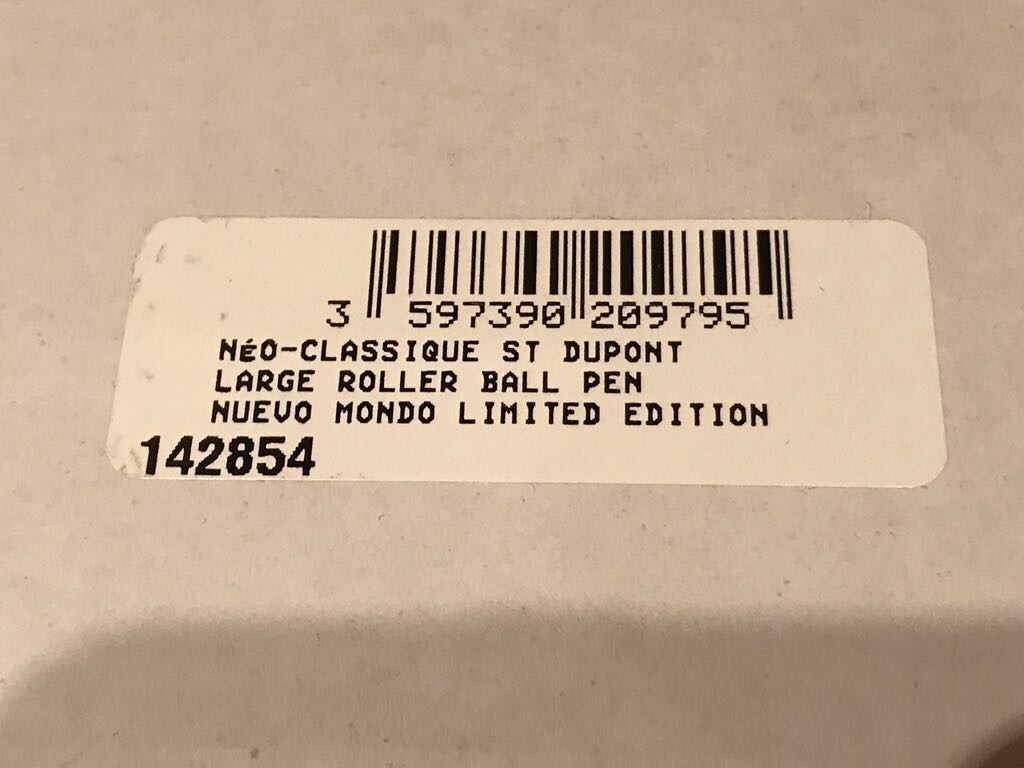 3 597390 209795
NÉO-CLASSIQUE ST DUPONT
LARGE ROLLER BALL PEN
NUEVO MONDO LIMITED EDITION
142854